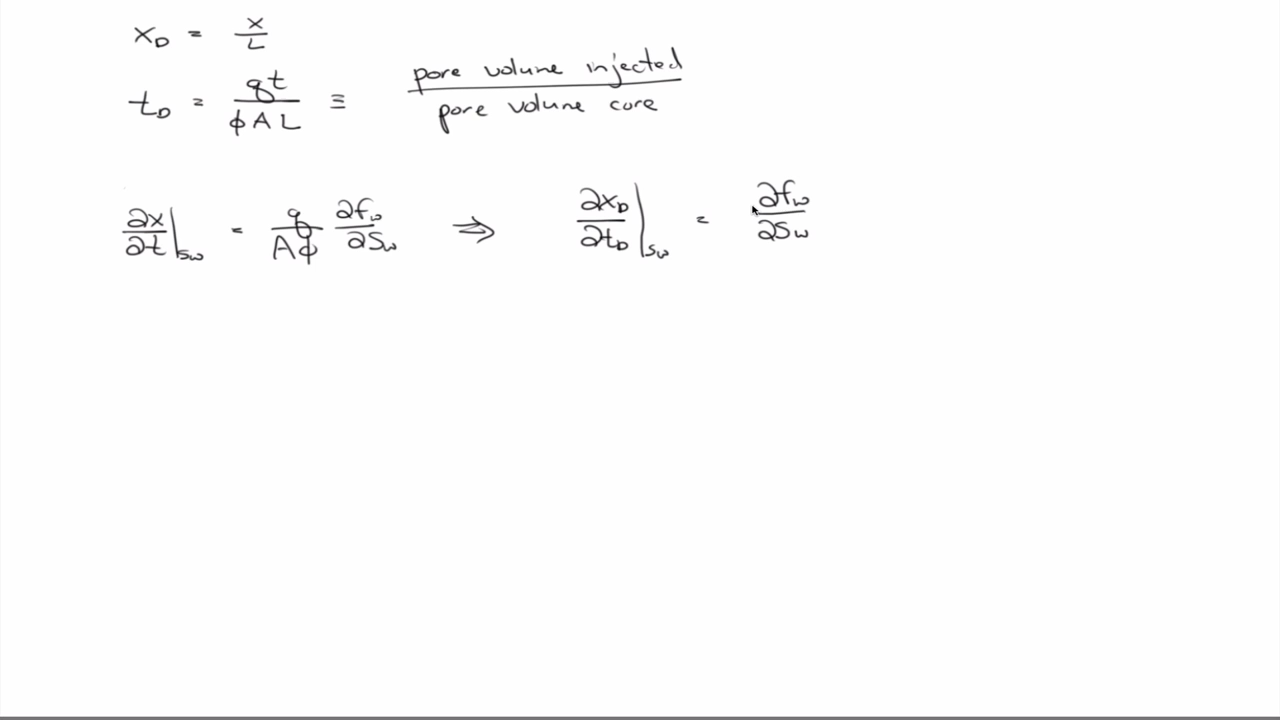 x_D = x/L
t_D = qt/(ϕAL) ≡ pore volume injected / pore volume core
∂x/∂t|_sw = q/(Aϕ) ∂f_w/∂S_w ⇒ ∂x_D/∂t_D|_sw = ∂f_w/∂S_w